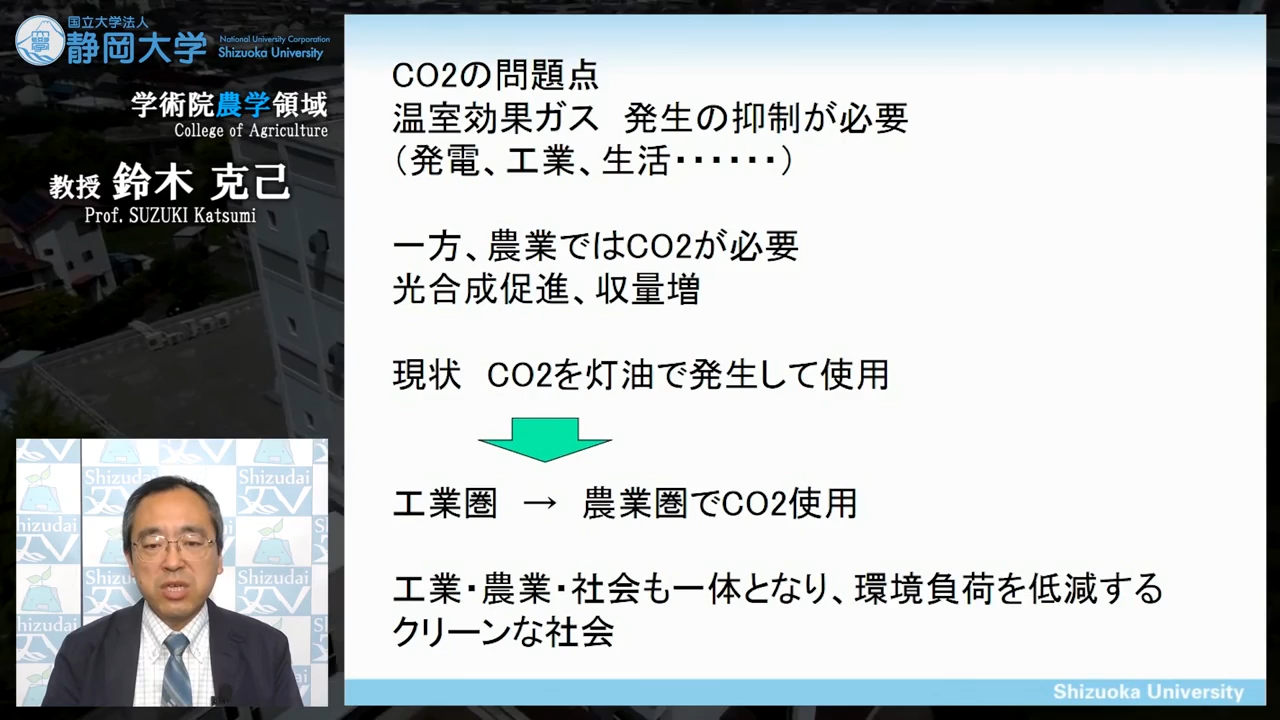 国立大学法人
静岡大学
National University Corporation
Shizuoka University
学術院農学領域
College of Agriculture
教授 鈴木 克己
Prof. SUZUKI Katsumi
CO2の問題点
温室効果ガス 発生の抑制が必要
(発電、工業、生活・・・・・・)
一方、農業ではCO2が必要
光合成促進、収量増
現状 CO2を灯油で発生して使用
工業圏 → 農業圏でCO2使用
工業・農業・社会も一体となり、環境負荷を低減する
クリーンな社会
Shizudai
TV
Shizudai
Shizudai
Shizudai
Shizuoka University